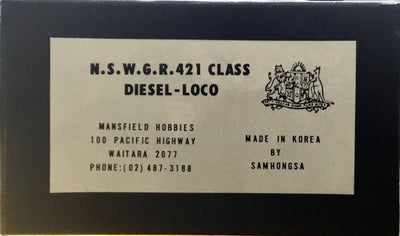 N.S.W.G.R. 421 CLASS
DIESEL-LOCO
MANSFIELD HOBBIES
100 PACIFIC HIGHWAY
WAITARA 2077
PHONE:(02) 487-3188
MADE IN KOREA
BY
SAMHONGSA